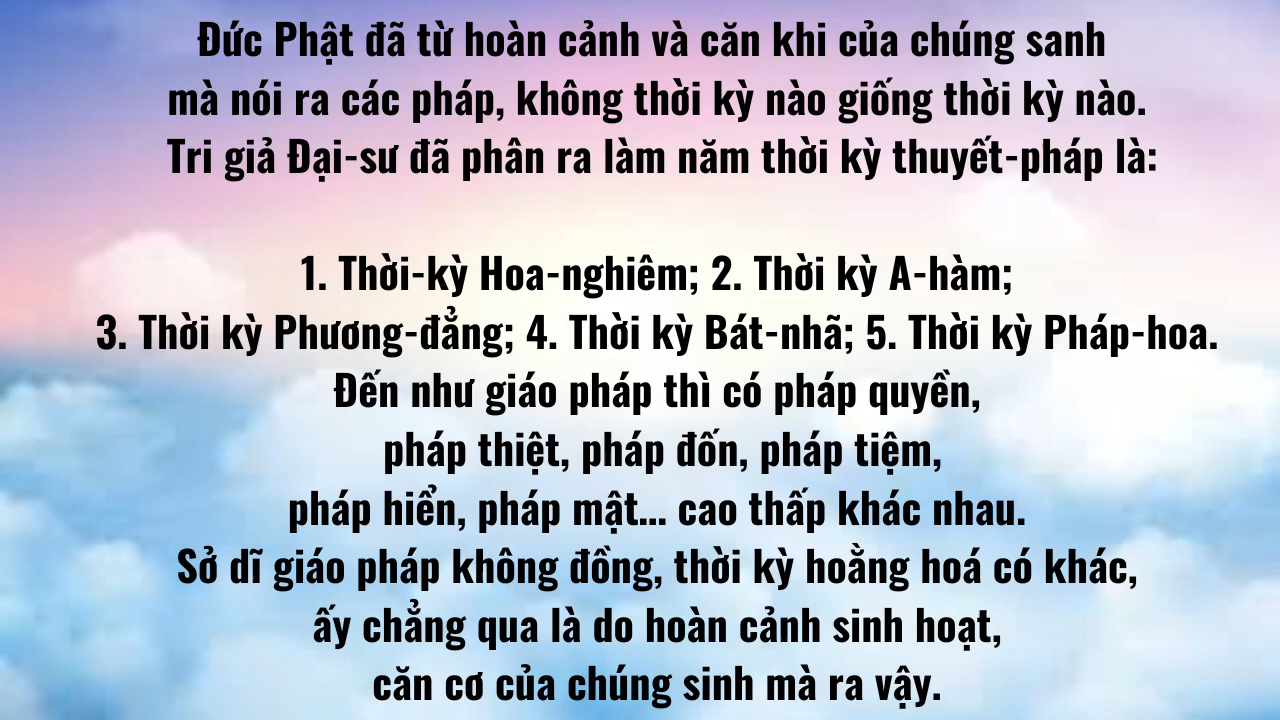 Đức Phật đã từ hoàn cảnh và căn khi của chúng sanh
mà nói ra các pháp, không thời kỳ nào giống thời kỳ nào.
Tri giả Đại-sư đã phân ra làm năm thời kỳ thuyết-pháp là:
1. Thời-kỳ Hoa-nghiêm; 2. Thời kỳ A-hàm;
3. Thời kỳ Phương-đẳng; 4. Thời kỳ Bát-nhã; 5. Thời kỳ Pháp-hoa.
Đến như giáo pháp thì có pháp quyền,
pháp thiệt, pháp đốn, pháp tiệm,
pháp hiển, pháp mật... cao thấp khác nhau.
Sở dĩ giáo pháp không đồng, thời kỳ hoằng hoá có khác,
ấy chẳng qua là do hoàn cảnh sinh hoạt,
căn cơ của chúng sinh mà ra vậy.